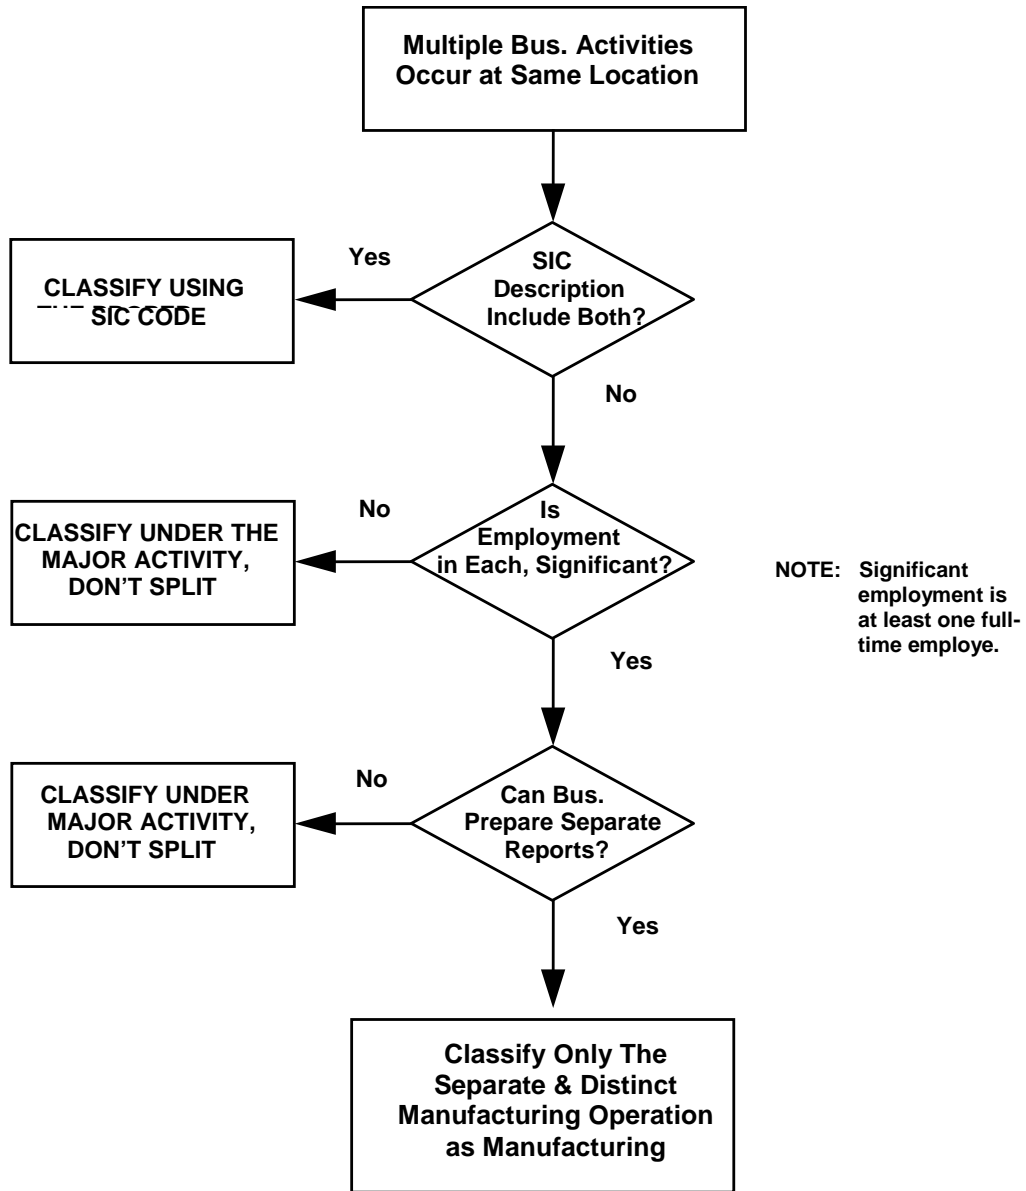 Multiple Bus. Activities
Occur at Same Location
Yes
SIC
Description
Include Both?
CLASSIFY USING
SIC CODE
No
No
Is
Employment
in Each, Significant?
CLASSIFY UNDER THE
MAJOR ACTIVITY,
DON'T SPLIT
NOTE: Significant
employment is
at least one full-
time employe.
Yes
No
Can Bus.
Prepare Separate
Reports?
CLASSIFY UNDER
MAJOR ACTIVITY,
DON'T SPLIT
Yes
Classify Only The
Separate & Distinct
Manufacturing Operation
as Manufacturing